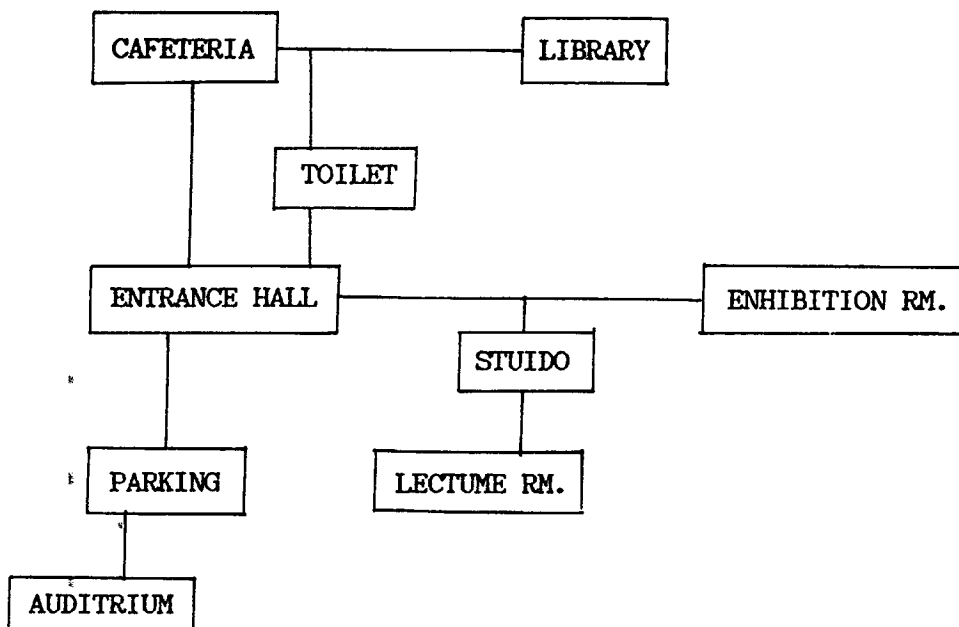 CAFETERIA
LIBRARY
TOILET
ENTRANCE HALL
ENHIBITION RM.
STUIDO
PARKING
LECTUME RM.
AUDITRIUM